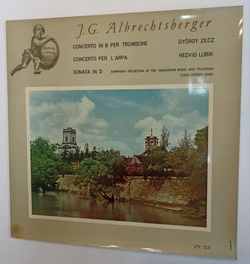 J. G. Albrechtsberger
CONCERTO IN B PER TROMBONE GYÖRGY ZILCZ
CONCERTO PER L'ARPA HEDVIG LUBIK
SONATA IN D SYMPHONY ORCHESTRA OF THE HUNGARIAN RADIO AND TELEVISION